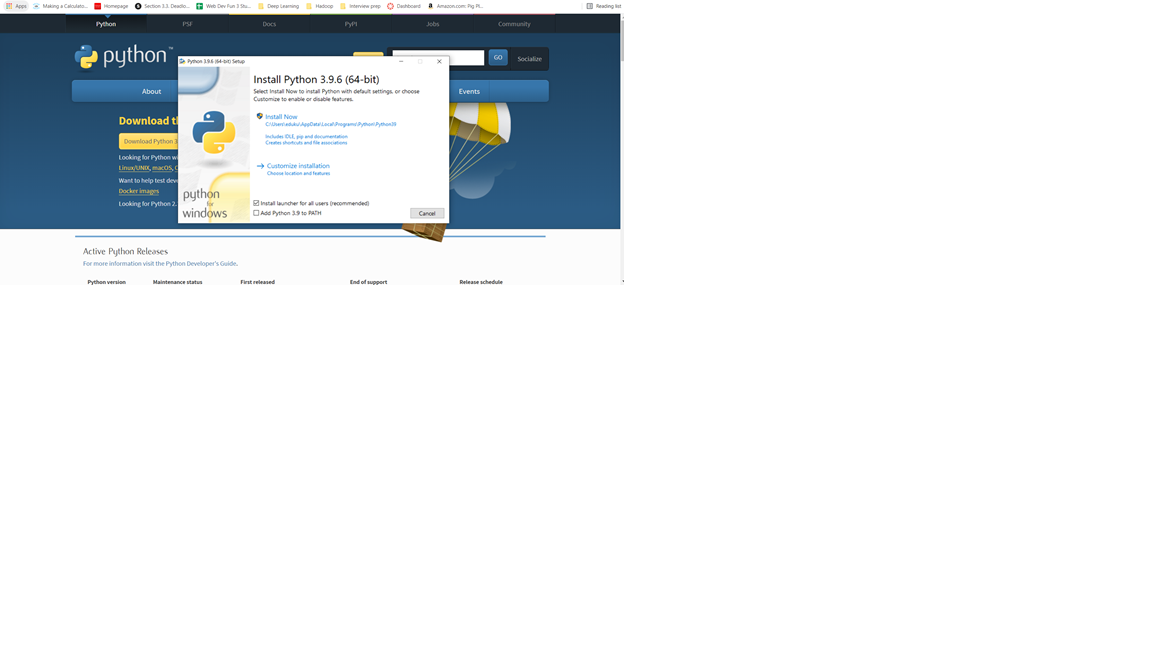 Apps Making a Calculato... Homepage Section 3.3, Deadlo... Web Dev Fun 3 Stu... Deep Learning Hadoop Interview prep Dashboard Amazon.com: Pig Pi... Reading list
Python PSF Docs PyPI Jobs Community
python™
GO Socialize
About Events
Python 3.9.6 (64-bit) Setup
Install Python 3.9.6 (64-bit)
Select Install Now to install Python with default settings, or choose
Customize to enable or disable features.
Install Now
C:\Users\eduku\AppData\Local\Programs\Python\Python39
Includes IDLE, pip and documentation
Creates shortcuts and file associations
Customize installation
Choose location and features
Install launcher for all users (recommended)
Add Python 3.9 to PATH
Cancel
python
for
windows
Download th
Download Python 3
Looking for Python wi
Linux/UNIX, macOS, O
Want to help test deve
Docker images
Looking for Python 2.
Active Python Releases
For more information visit the Python Developer's Guide.
Python version Maintenance status First released End of support Release schedule